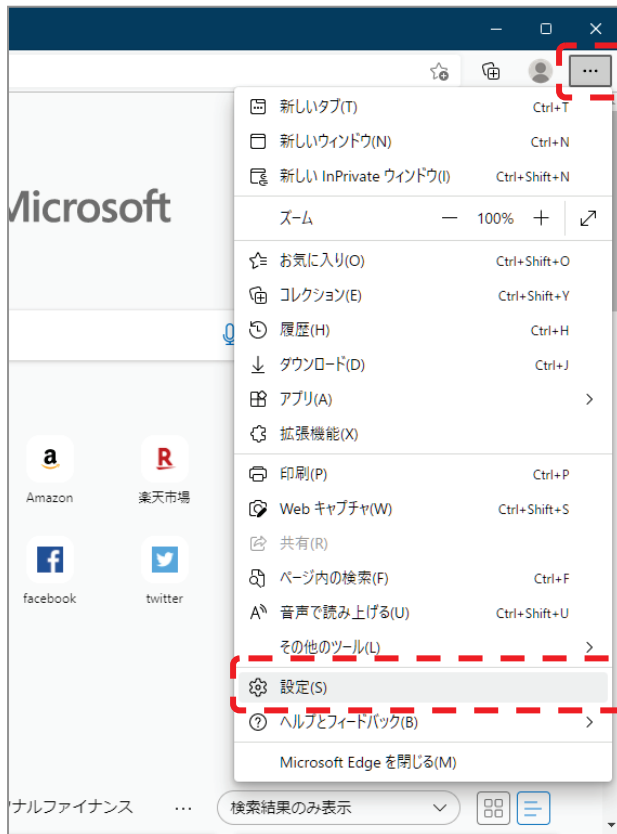 Microsoft
新しいタブ(T) Ctrl+T
新しいウィンドウ(N) Ctrl+N
新しい InPrivate ウィンドウ(I) Ctrl+Shift+N
ズーム — 100% +
お気に入り(O) Ctrl+Shift+O
コレクション(E) Ctrl+Shift+Y
履歴(H) Ctrl+H
ダウンロード(D) Ctrl+J
アプリ(A)
拡張機能(X)
a
R
Amazon 楽天市場
印刷(P) Ctrl+P
Web キャプチャ(W) Ctrl+Shift+S
共有(R)
ページ内の検索(F) Ctrl+F
facebook twitter
音声で読み上げる(U) Ctrl+Shift+U
その他のツール(L)
設定(S)
ヘルプとフィードバック(B)
Microsoft Edge を閉じる(M)
ナルファイナンス ... 検索結果のみ表示